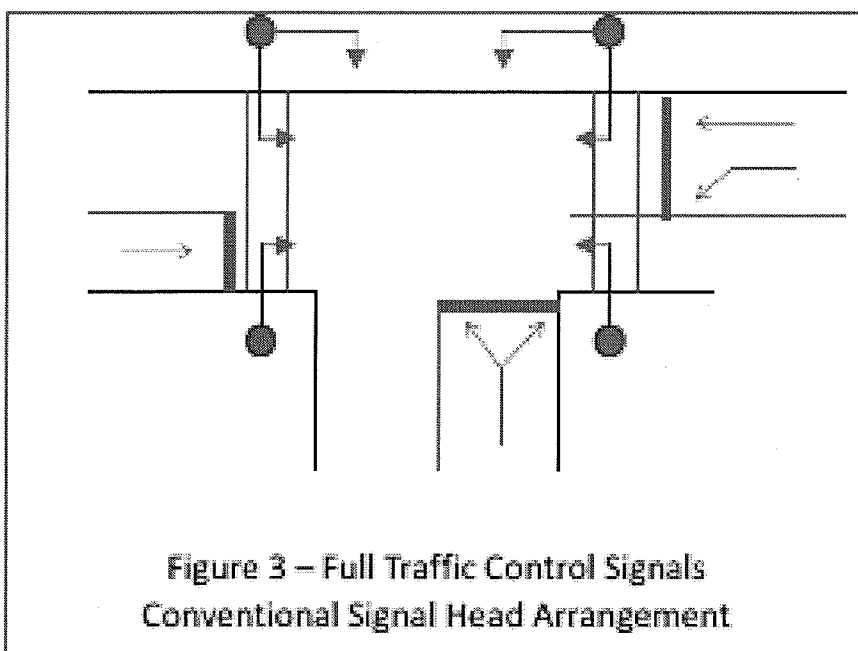 Figure 3 – Full Traffic Control Signals
Conventional Signal Head Arrangement